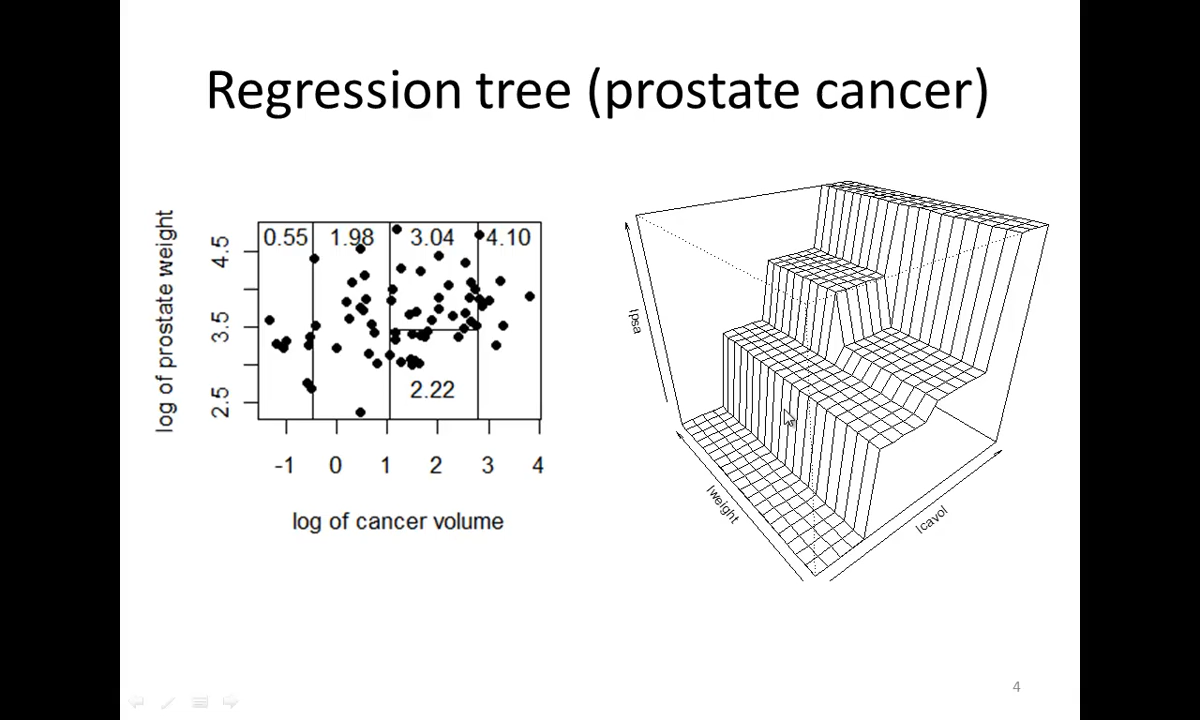 Regression tree (prostate cancer)
log of prostate weight
4.5
3.5
2.5
0.55 1.98 3.04 4.10
2.22
-1 0 1 2 3 4
log of cancer volume
lpsa
lweight
lcavol
4